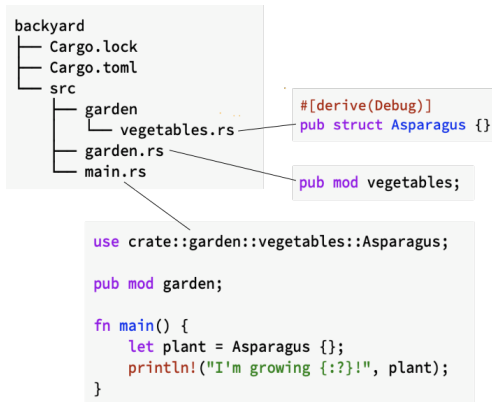 backyard
├── Cargo.lock
├── Cargo.toml
└── src
    ├── garden
    │   └── vegetables.rs
    ├── garden.rs
    └── main.rs
#[derive(Debug)]
pub struct Asparagus {}
pub mod vegetables;
use crate::garden::vegetables::Asparagus;

pub mod garden;

fn main() {
    let plant = Asparagus {};
    println!("I'm growing {:?}!", plant);
}